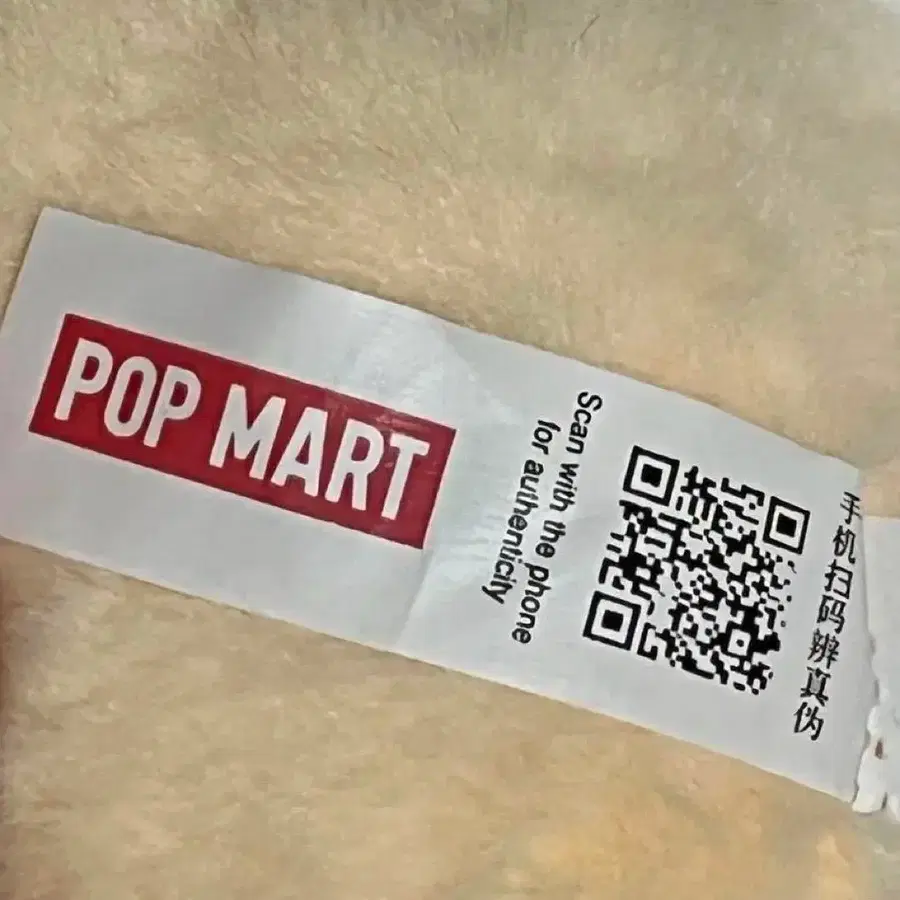 POP MART
手机扫码辨真伪
Scan with the phone
for authenticity